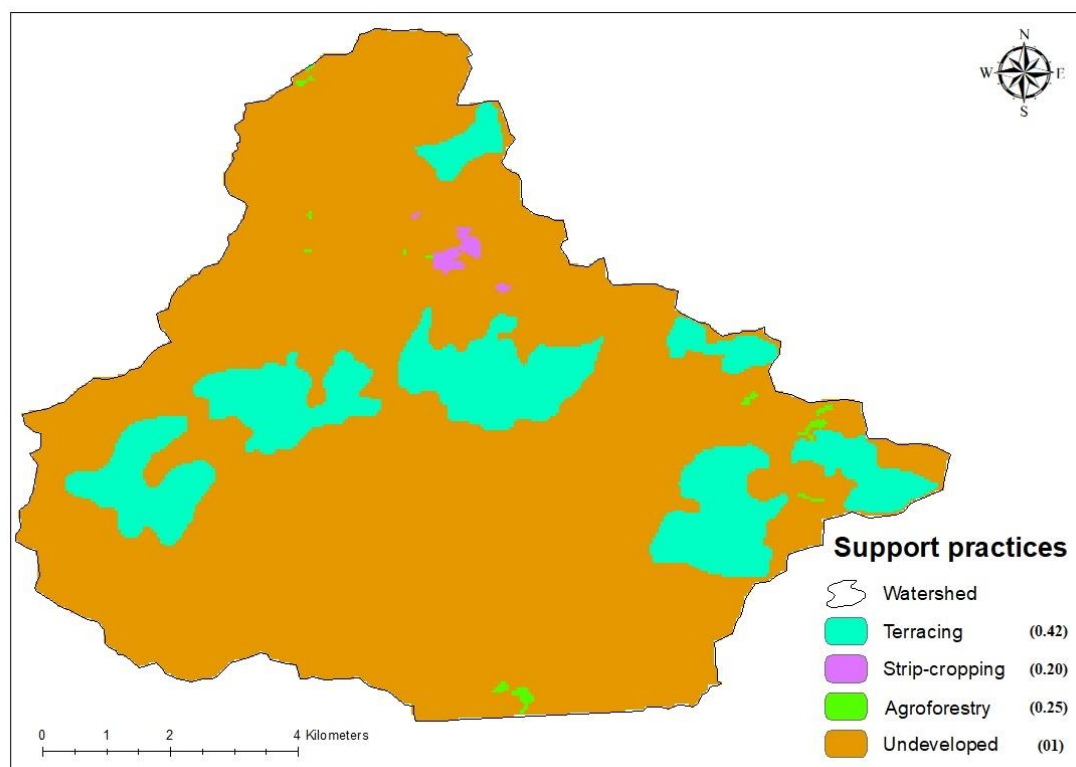 N
W E
S
Support practices
Watershed
Terracing (0.42)
Strip-cropping (0.20)
Agroforestry (0.25)
Undeveloped (01)
0 1 2 4 Kilometers